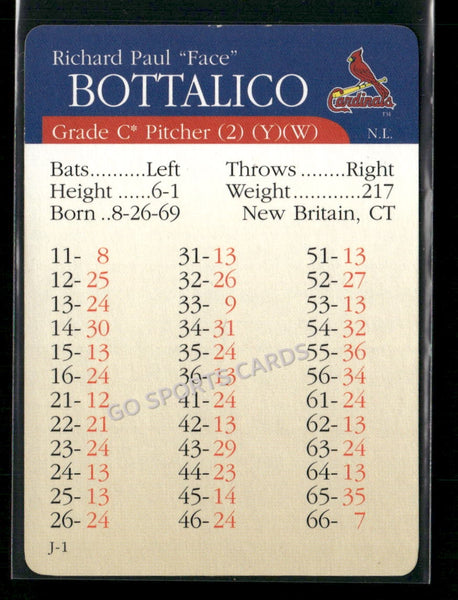 Richard Paul “Face”
BOTTALICO
Cardinals
TM
Grade C* Pitcher (2) (Y)(W) N.L.
Bats..........Left Throws ........Right
Height ......6-1 Weight............217
Born ..8-26-69 New Britain, CT
11- 8 31-13 51-13
12-25 32-26 52-27
13-24 33- 9 53-13
14-30 34-31 54-32
15-13 35-24 55-36
16-24 36-13 56-34
21-12 41-24 61-24
22-21 42-13 62-24
23-24 43-29 63-24
24-13 44-23 64-24
25-13 45-14 65-35
26-24 46-24 66- 7
GO SPORTS CARDS
J-1